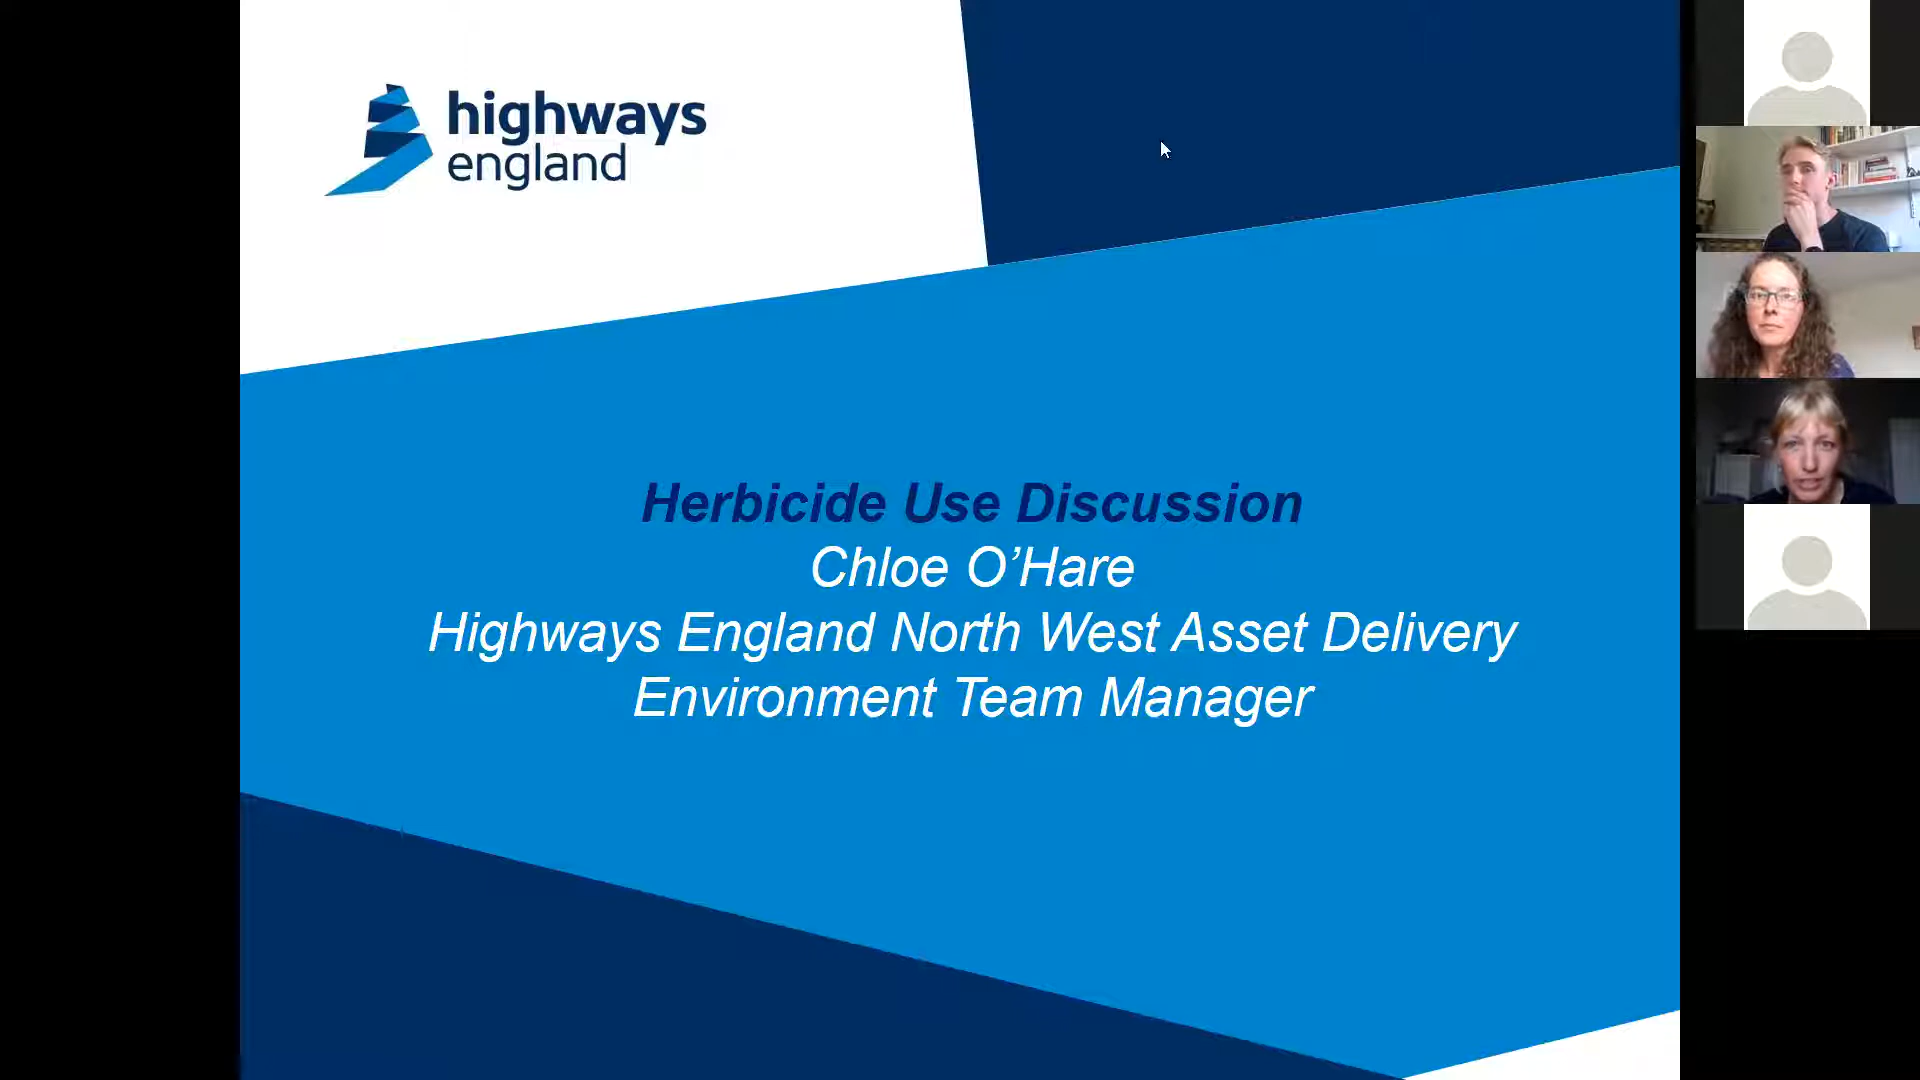 highways
england
Herbicide Use Discussion
Chloe O’Hare
Highways England North West Asset Delivery
Environment Team Manager